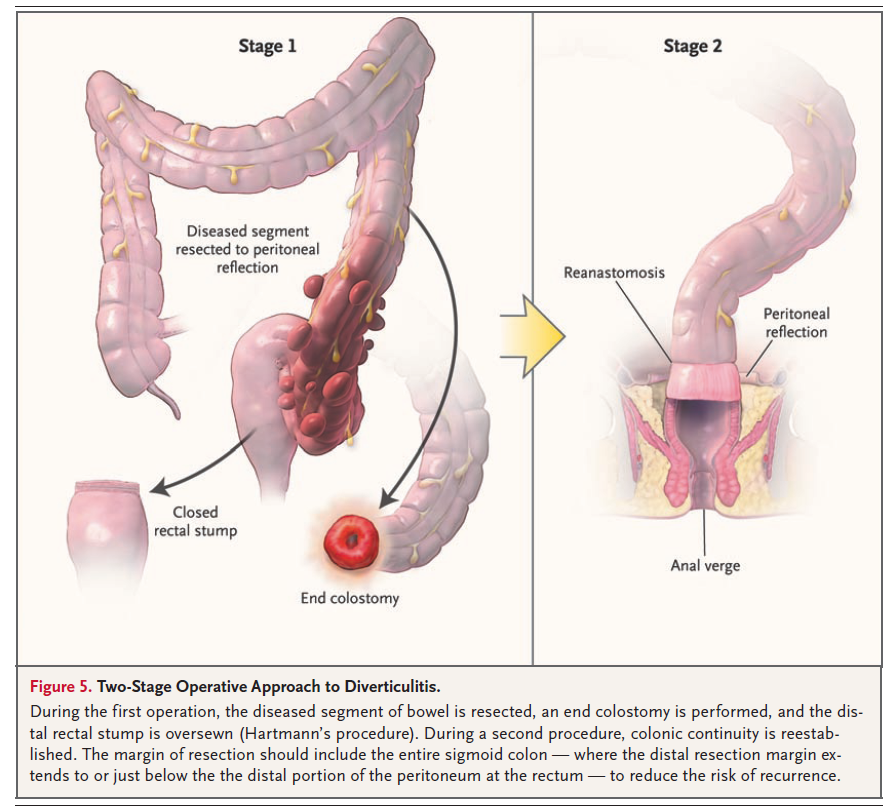 Stage 1
Diseased segment
resected to peritoneal
reflection
Closed
rectal stump
End colostomy
Stage 2
Reanastomosis
Peritoneal
reflection
Anal verge
Figure 5. Two-Stage Operative Approach to Diverticulitis.
During the first operation, the diseased segment of bowel is resected, an end colostomy is performed, and the dis-
tal rectal stump is oversewn (Hartmann’s procedure). During a second procedure, colonic continuity is reestab-
lished. The margin of resection should include the entire sigmoid colon — where the distal resection margin ex-
tends to or just below the the distal portion of the peritoneum at the rectum — to reduce the risk of recurrence.